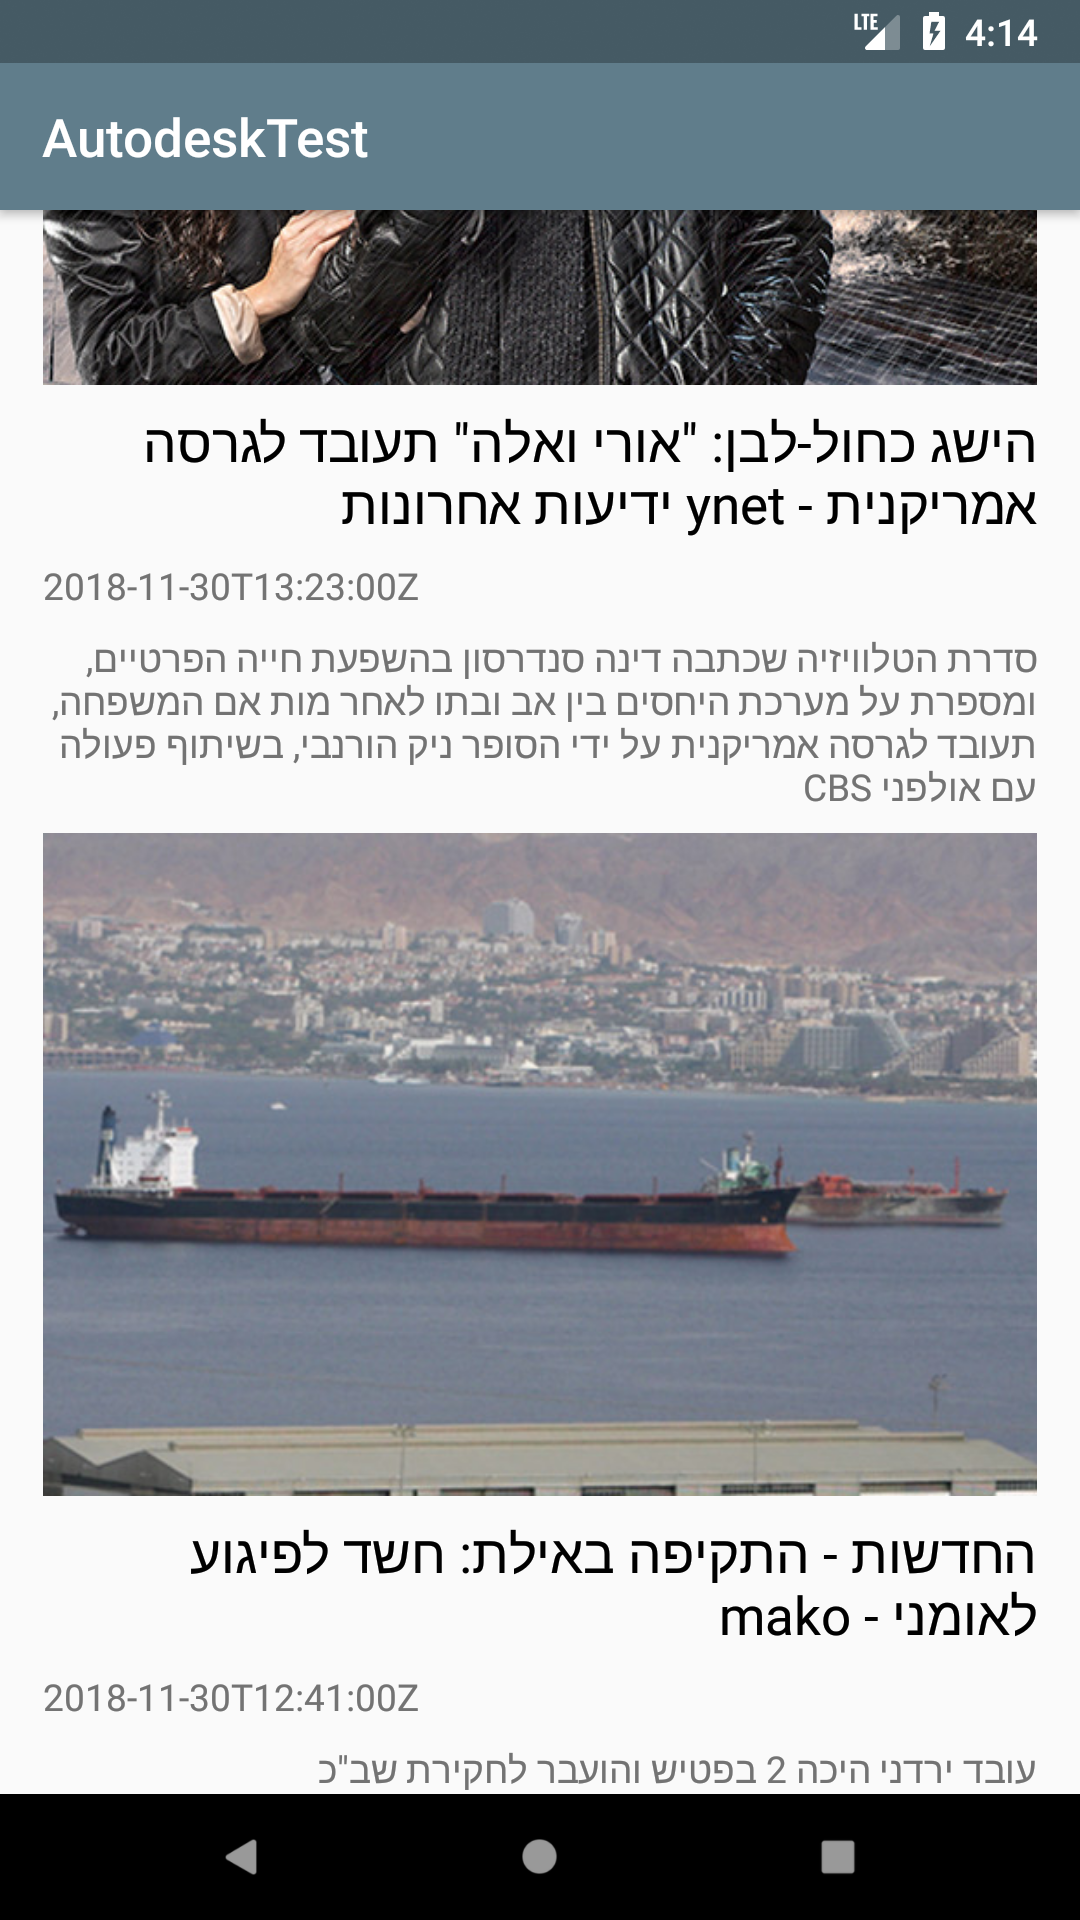 LTE 4:14
AutodeskTest
הישג כחול-לבן: "אורי ואלה" תעובד לגרסה
אמריקנית - ynet ידיעות אחרונות
2018-11-30T13:23:00Z
סדרת הטלוויזיה שכתבה דינה סנדרסון בהשפעת חייה הפרטיים,
ומספרת על מערכת היחסים בין אב ובתו לאחר מות אם המשפחה,
תעובד לגרסה אמריקנית על ידי הסופר ניק הורנבי, בשיתוף פעולה
עם אולפני CBS
החדשות - התקיפה באילת: חשד לפיגוע
לאומני - mako
2018-11-30T12:41:00Z
עובד ירדני היכה 2 בפטיש והועבר לחקירת שב"כ